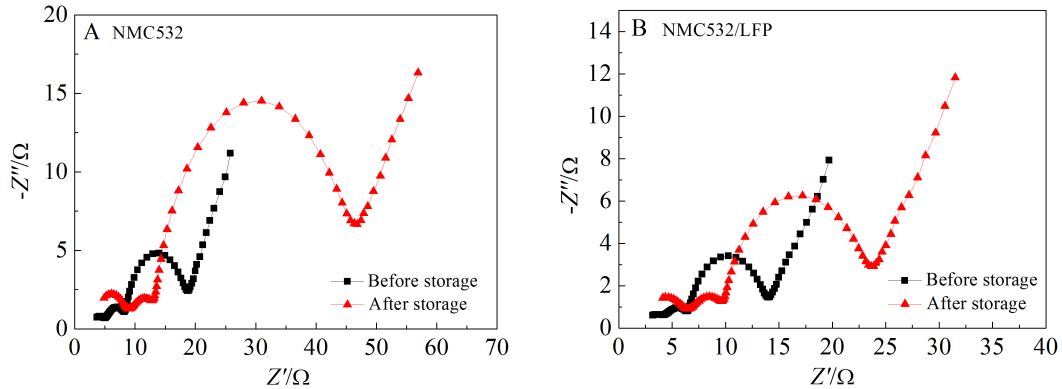 A NMC532
20
15
10
5
0
-Z''/Ω
Before storage
After storage
0 10 20 30 40 50 60 70
Z'/Ω
B NMC532/LFP
14
12
10
8
6
4
2
0
-Z''/Ω
Before storage
After storage
0 5 10 15 20 25 30 35 40
Z'/Ω